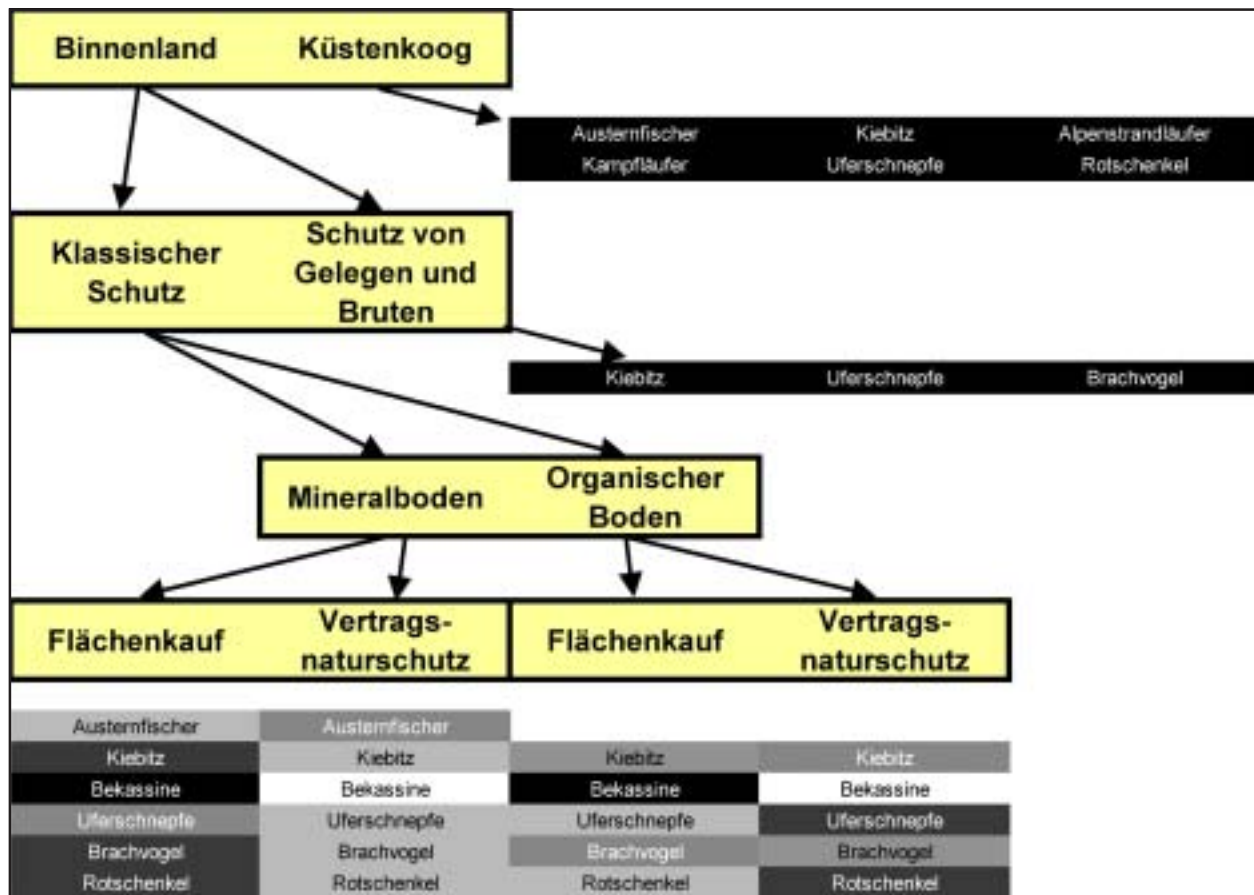 Binnenland Küstenkoog
Austernfischer Kiebitz Alpenstrandläufer
Kampfläufer Uferschnepfe Rotschenkel
Klassischer
Schutz
Schutz von
Gelegen und
Bruten
Kiebitz Uferschnepfe Brachvogel
Mineralboden
Organischer
Boden
Flächenkauf
Vertrags-
naturschutz
Flächenkauf
Vertrags-
naturschutz
Austernfischer Austernfischer
Kiebitz Kiebitz Kiebitz Kiebitz
Bekassine Bekassine Bekassine Bekassine
Uferschnepfe Uferschnepfe Uferschnepfe Uferschnepfe
Brachvogel Brachvogel Brachvogel Brachvogel
Rotschenkel Rotschenkel Rotschenkel Rotschenkel